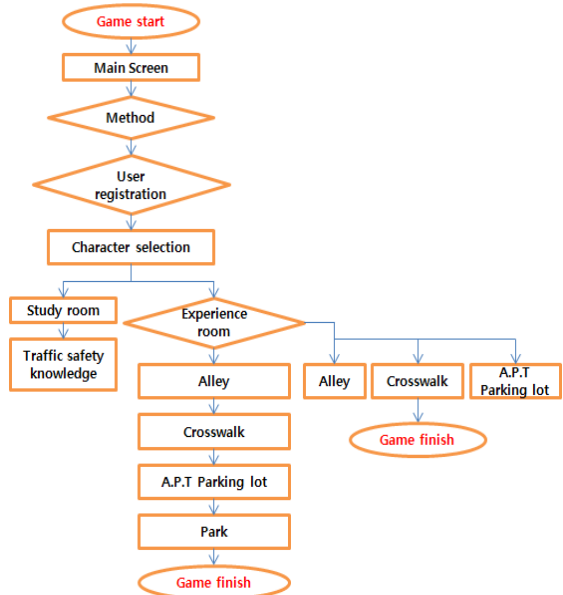 Game start
Main Screen
Method
User
registration
Character selection
Study room
Traffic safety
knowledge
Experience
room
Alley
Crosswalk
A.P.T Parking lot
Park
Game finish
Alley
Crosswalk
A.P.T
Parking lot
Game finish